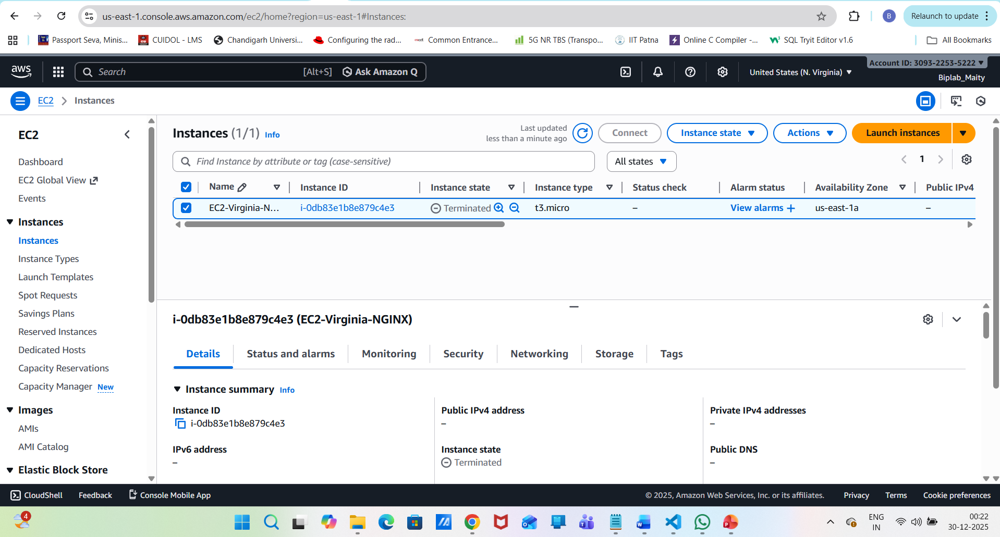 us-east-1.console.aws.amazon.com/ec2/home?region=us-east-1#Instances:
B
Relaunch to update
Passport Seva, Minis...
CUIDOL - LMS
Chandigarh Universi...
Configuring the rad...
Common Entrance...
5G NR TBS (Transpo...
IIT Patna
Online C Compiler -...
SQL Tryit Editor v1.6
All Bookmarks
aws
Search
[Alt+S]
Ask Amazon Q
United States (N. Virginia)
Account ID: 3093-2253-5222
Biplab_Maity
EC2
Instances
EC2
Dashboard
EC2 Global View
Events
Instances
Instances
Instance Types
Launch Templates
Spot Requests
Savings Plans
Reserved Instances
Dedicated Hosts
Capacity Reservations
Capacity Manager New
Images
AMIs
AMI Catalog
Elastic Block Store
Instances (1/1) Info
Last updated
less than a minute ago
Connect
Instance state
Actions
Launch instances
Find Instance by attribute or tag (case-sensitive)
All states
1
Name
Instance ID
Instance state
Instance type
Status check
Alarm status
Availability Zone
Public IPv4
EC2-Virginia-N...
i-0db83e1b8e879c4e3
Terminated
t3.micro
–
View alarms +
us-east-1a
–
i-0db83e1b8e879c4e3 (EC2-Virginia-NGINX)
Details
Status and alarms
Monitoring
Security
Networking
Storage
Tags
Instance summary Info
Instance ID
i-0db83e1b8e879c4e3
Public IPv4 address
–
Private IPv4 addresses
–
IPv6 address
–
Instance state
Terminated
Public DNS
–
CloudShell
Feedback
Console Mobile App
© 2025, Amazon Web Services, Inc. or its affiliates.
Privacy
Terms
Cookie preferences
4
ENG
IN
00:22
30-12-2025